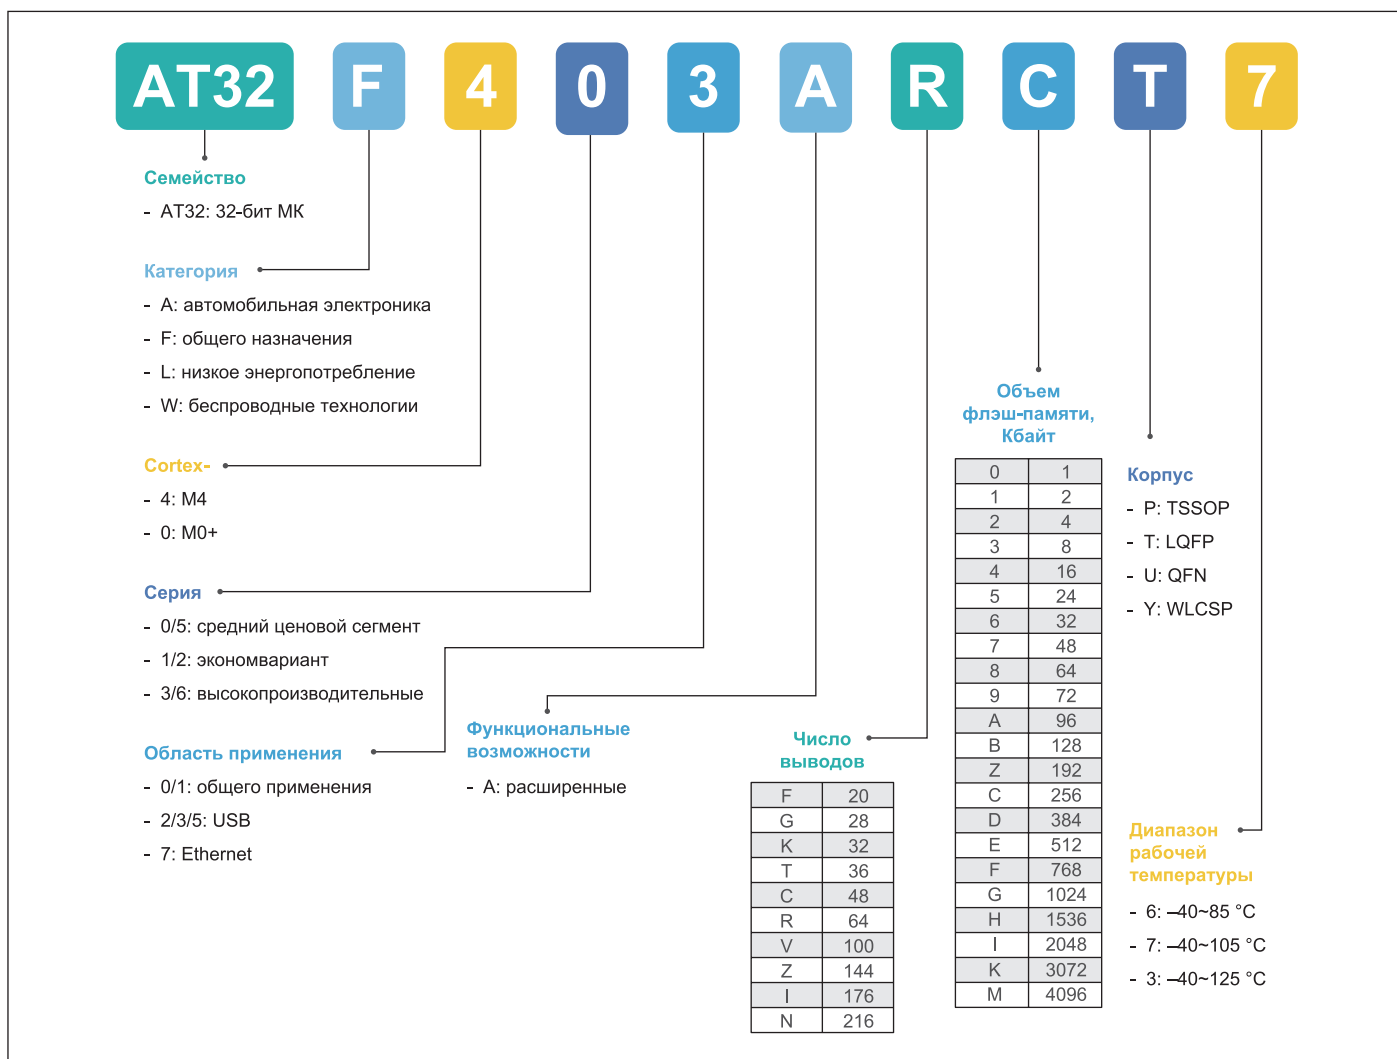 AT32 F 4 0 3 A R C T 7
Семейство
- AT32: 32-бит МК
Категория
- A: автомобильная электроника
- F: общего назначения
- L: низкое энергопотребление
- W: беспроводные технологии
Cortex-
- 4: M4
- 0: M0+
Серия
- 0/5: средний ценовой сегмент
- 1/2: экономвариант
- 3/6: высокопроизводительные
Область применения
- 0/1: общего применения
- 2/3/5: USB
- 7: Ethernet
Функциональные
возможности
- A: расширенные
Число
выводов
F 20
G 28
K 32
T 36
C 48
R 64
V 100
Z 144
I 176
N 216
Объем
флэш-памяти,
Кбайт
0 1
1 2
2 4
3 8
4 16
5 24
6 32
7 48
8 64
9 72
A 96
B 128
Z 192
C 256
D 384
E 512
F 768
G 1024
H 1536
I 2048
K 3072
M 4096
Корпус
- P: TSSOP
- T: LQFP
- U: QFN
- Y: WLCSP
Диапазон
рабочей
температуры
- 6: –40~85 °C
- 7: –40~105 °C
- 3: –40~125 °C